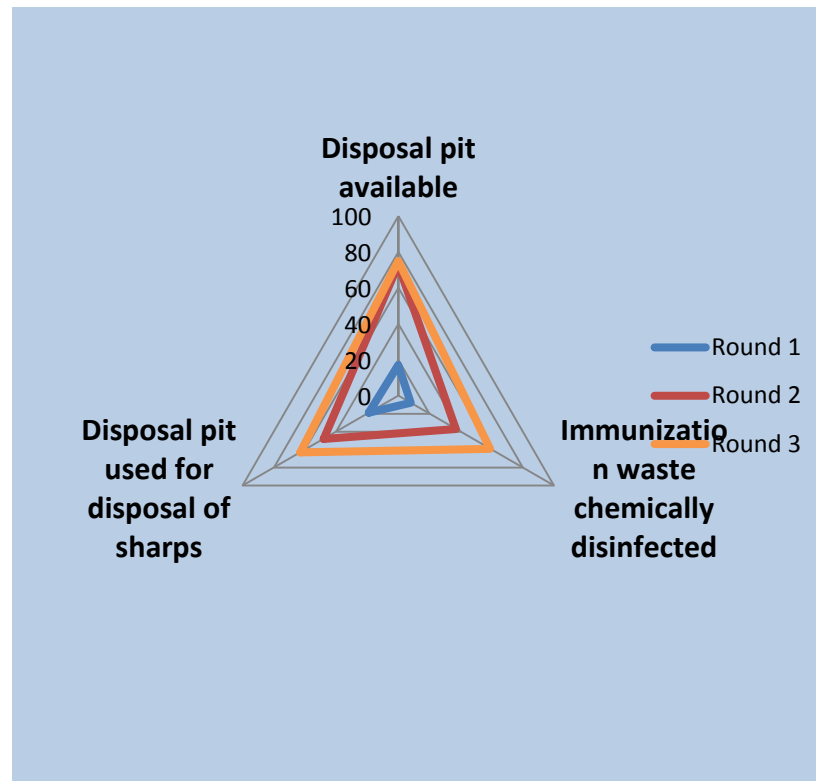 Disposal pit
available
100
80
60
40
20
0
Round 1
Round 2
Round 3
Immunizatio
n waste
chemically
disinfected
Disposal pit
used for
disposal of
sharps